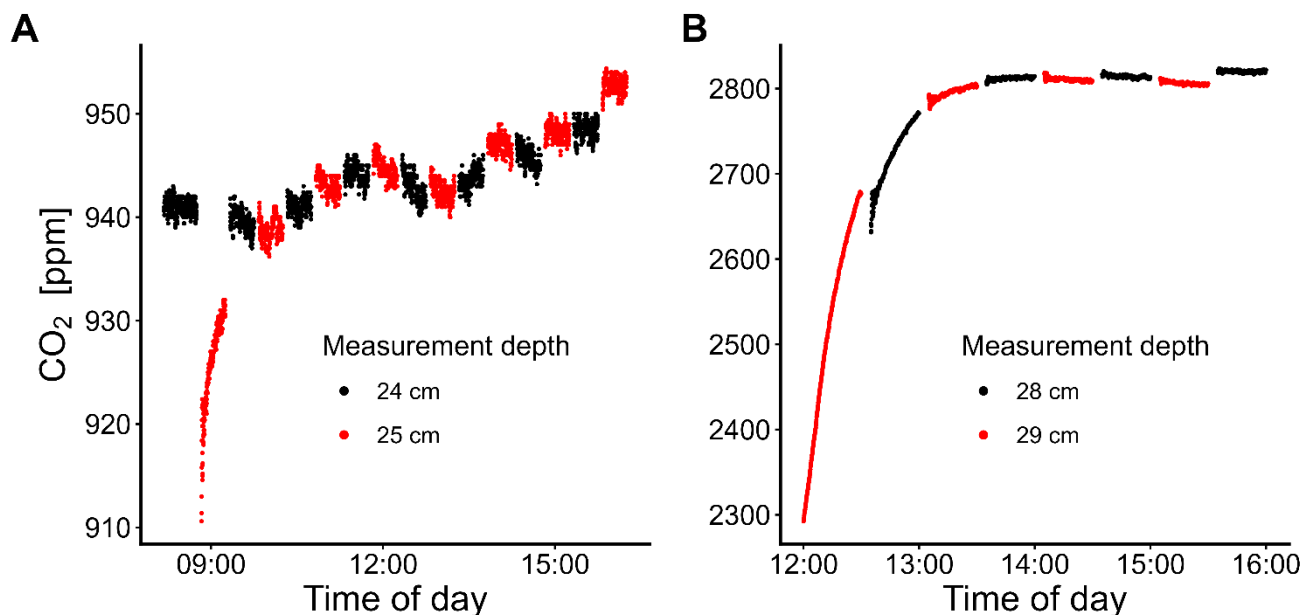 A
950
940
930
920
910
CO₂ [ppm]
Measurement depth
24 cm
25 cm
09:00
12:00
15:00
Time of day
B
2800
2700
2600
2500
2400
2300
Measurement depth
28 cm
29 cm
12:00
13:00
14:00
15:00
16:00
Time of day